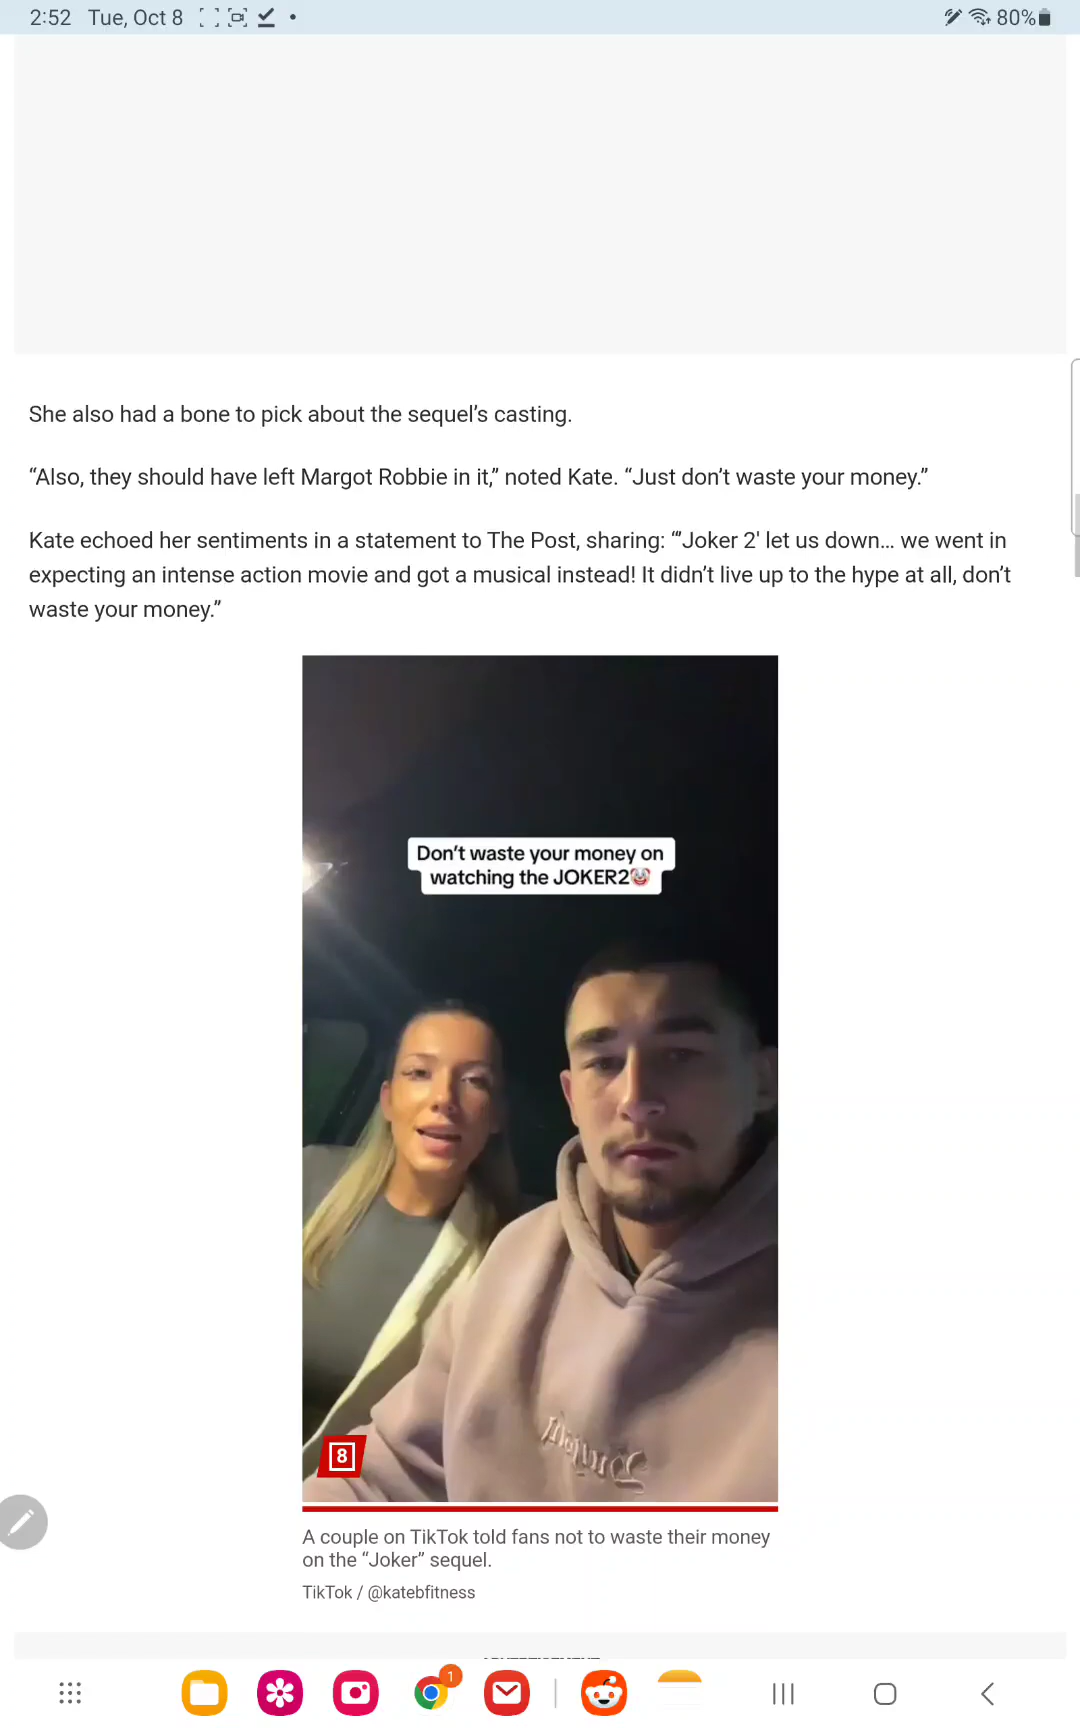 2:52 Tue, Oct 8
80%
She also had a bone to pick about the sequel’s casting.
“Also, they should have left Margot Robbie in it,” noted Kate. “Just don’t waste your money.”
Kate echoed her sentiments in a statement to The Post, sharing: “‘Joker 2′ let us down… we went in
expecting an intense action movie and got a musical instead! It didn’t live up to the hype at all, don’t
waste your money.”
Don’t waste your money on
watching the JOKER2🤡
8
A couple on TikTok told fans not to waste their money
on the “Joker” sequel.
TikTok / @katebfitness
1